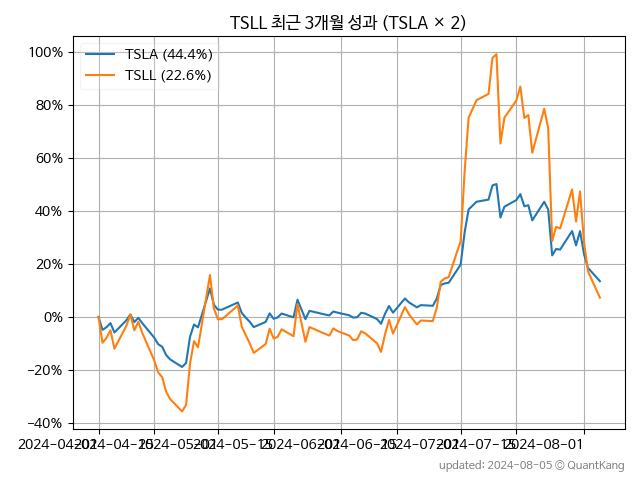 TSLL 최근 3개월 성과 (TSLA × 2)
TSLA (44.4%)
TSLL (22.6%)
100%
80%
60%
40%
20%
0%
−20%
−40%
2024-04-01 2024-04-15 2024-05-01 2024-05-15 2024-06-01 2024-06-15 2024-07-01 2024-07-15 2024-08-01
updated: 2024-08-05 © QuantKang